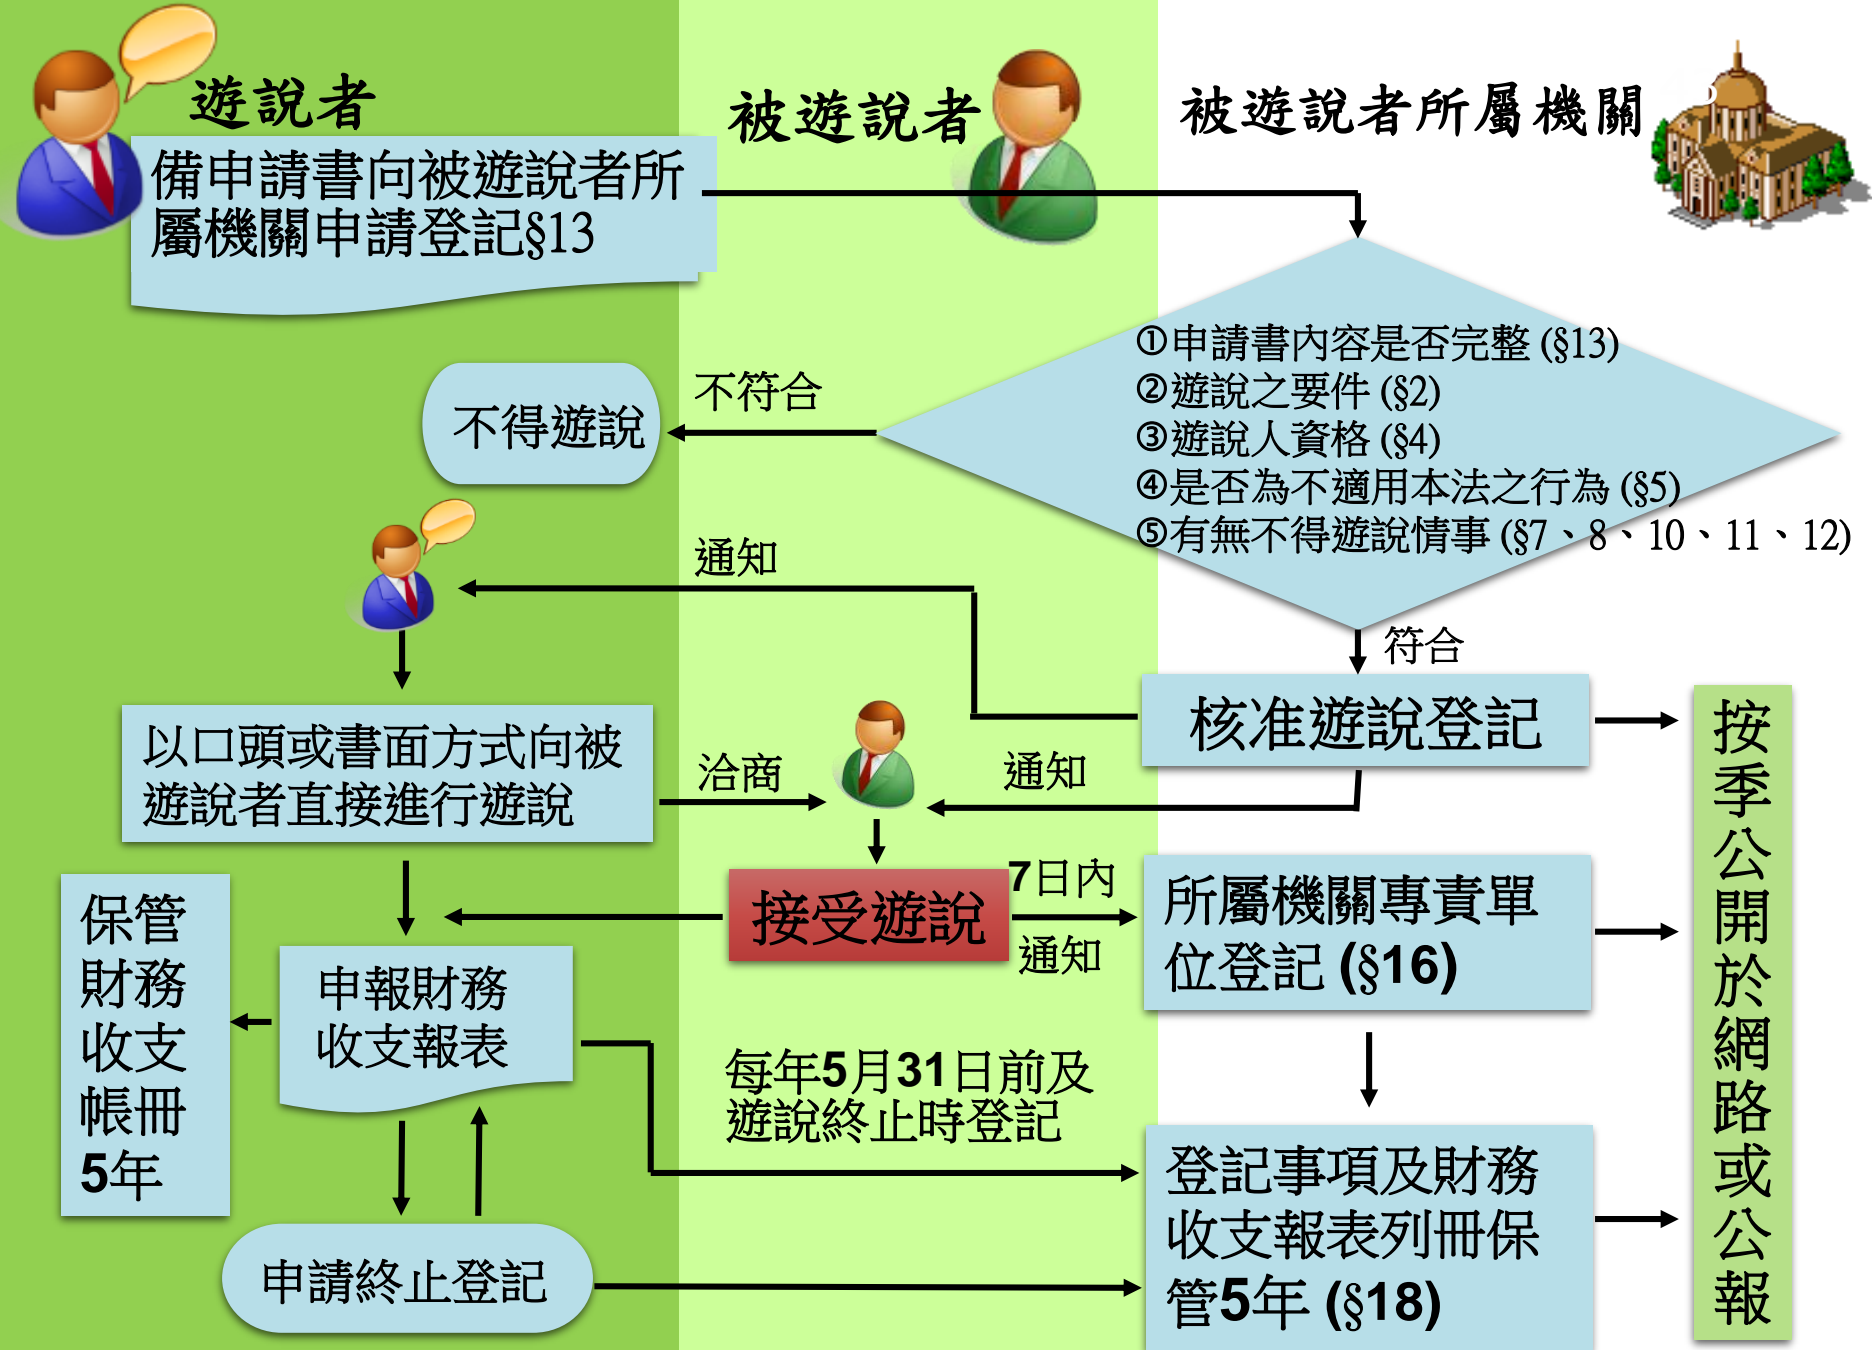 遊說者
被遊說者
被遊說者所屬機關
備申請書向被遊說者所
屬機關申請登記§13
①申請書內容是否完整 (§13)
②遊說之要件 (§2)
③遊說人資格 (§4)
④是否為不適用本法之行為 (§5)
⑤有無不得遊說情事 (§7、8、10、11、12)
不符合
不得遊說
通知
符合
核准遊說登記
以口頭或書面方式向被
遊說者直接進行遊說
洽商
通知
接受遊說
7日內
通知
所屬機關專責單
位登記 (§16)
保管
財務
收支
帳冊
5年
申報財務
收支報表
每年5月31日前及
遊說終止時登記
申請終止登記
登記事項及財務
收支報表列冊保
管5年 (§18)
按季公開於網路或公報